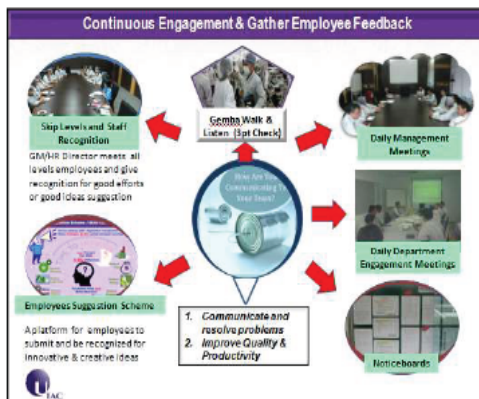 Continuous Engagement & Gather Employee Feedback
Skip Levels and Staff
Recognition
GM/HR Director meets all
levels employees and give
recognition for good efforts
or good ideas suggestion
Gemba Walk &
Listen (3pt Check)
Daily Management
Meetings
How Are You
Communicating To
Your Team?
Daily Department
Engagement Meetings
Employees Suggestion Scheme
A platform for employees to
submit and be recognized for
innovative & creative ideas
1. Communicate and
resolve problems
2. Improve Quality &
Productivity
Noticeboards
UTAC